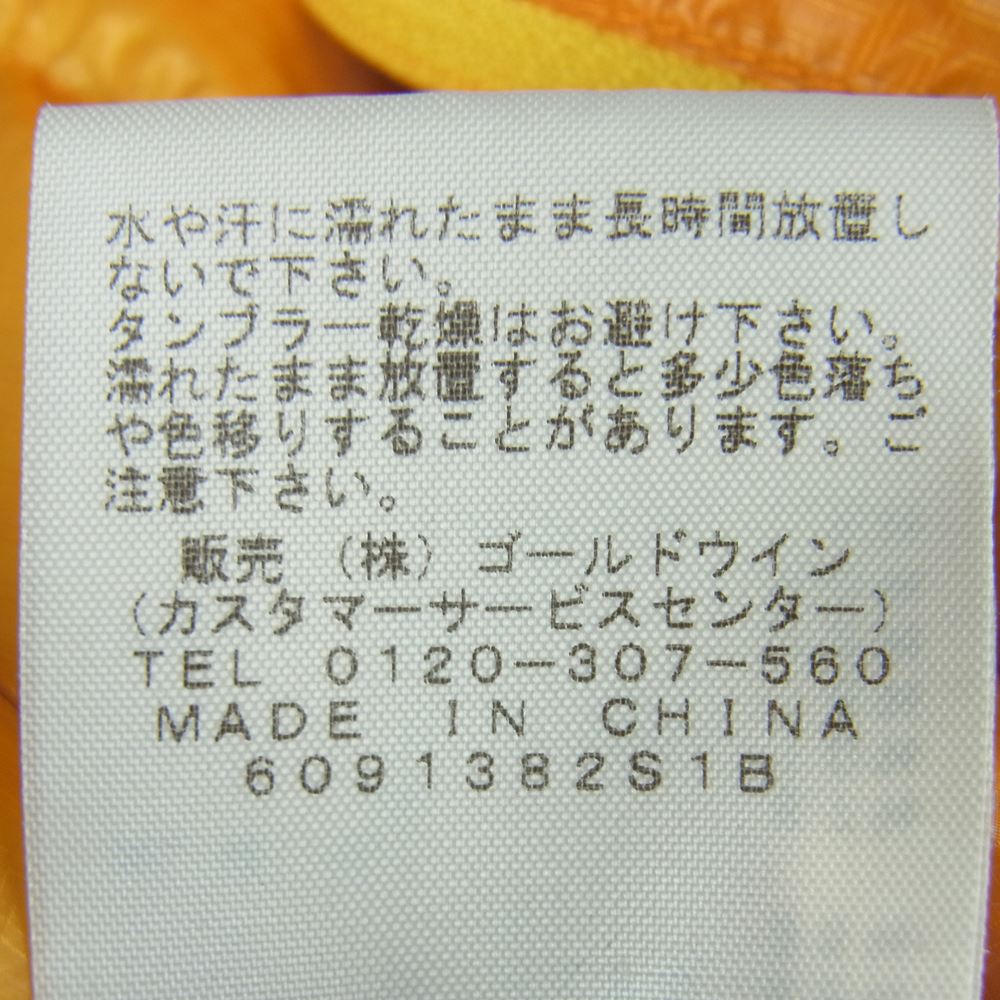 水や汗に濡れたまま長時間放置し
ないで下さい。
タンブラー乾燥はお避け下さい。
濡れたまま放置すると多少色落ち
や色移りすることがあります。ご
注意下さい。
販売 (株) ゴールドウイン
(カスタマーサービスセンター)
TEL 0120-307-560
MADE IN CHINA
6091382S1B